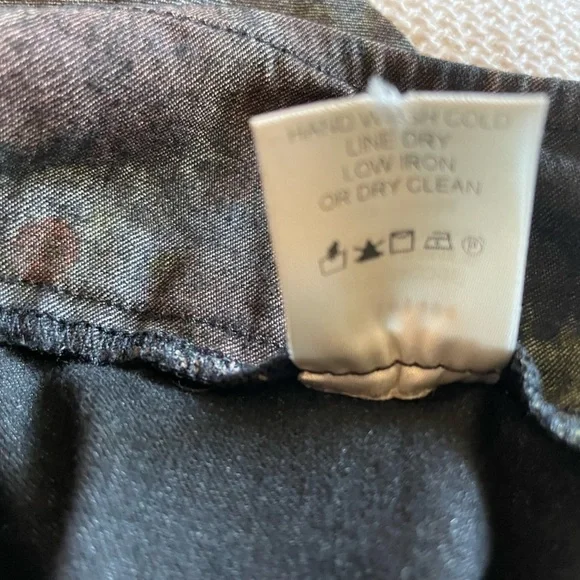 HAND WASH COLD
LINE DRY
LOW IRON
OR DRY CLEAN